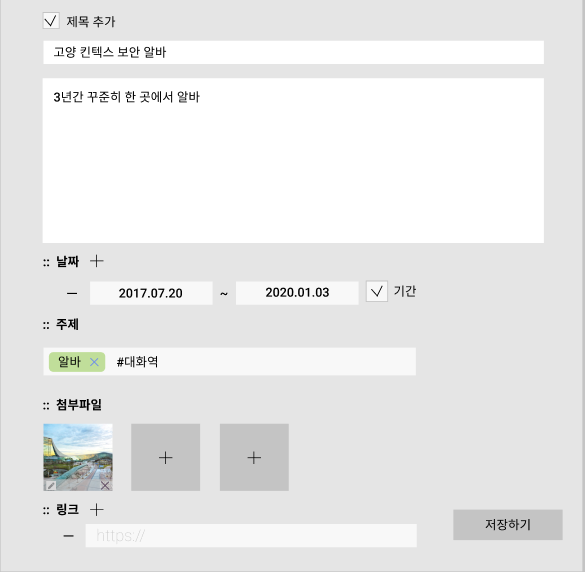 제목 추가
고양 킨텍스 보안 알바
3년간 꾸준히 한 곳에서 알바
:: 날짜 +
– 2017.07.20 ~ 2020.01.03 기간
:: 주제
알바 × #대화역
:: 첨부파일
+ +
:: 링크 +
– https://
저장하기